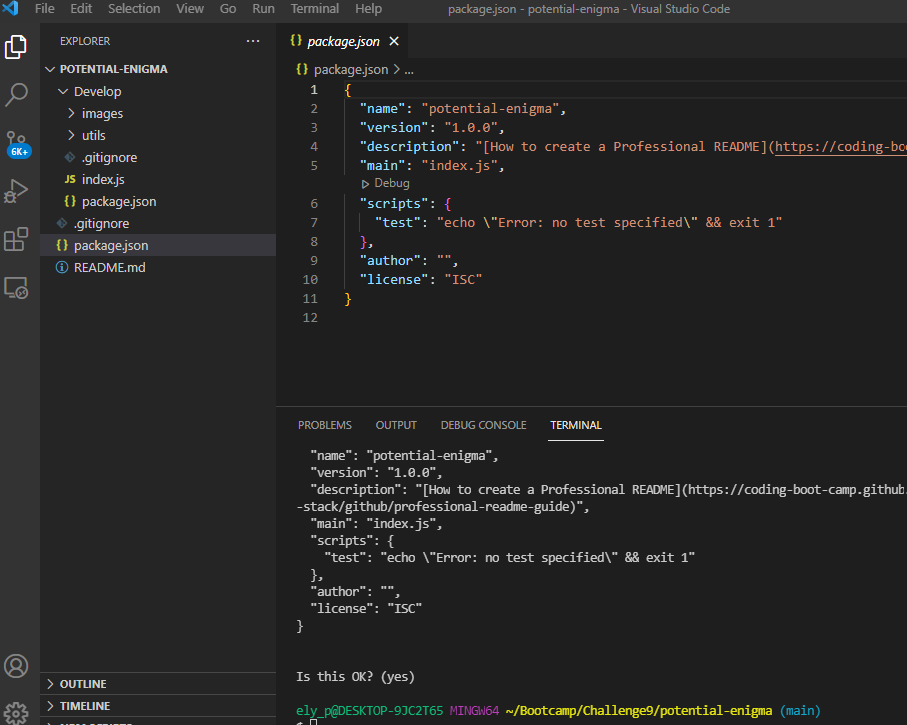 File Edit Selection View Go Run Terminal Help package.json - potential-enigma - Visual Studio Code
EXPLORER ...
POTENTIAL-ENIGMA
Develop
images
utils
.gitignore
index.js
package.json
.gitignore
package.json
README.md
OUTLINE
TIMELINE
6K+
JS
{} package.json ×
{} package.json > ...
1 {
2 "name": "potential-enigma",
3 "version": "1.0.0",
4 "description": "[How to create a Professional README](https://coding-bo
5 "main": "index.js",
Debug
6 "scripts": {
7 "test": "echo \"Error: no test specified\" && exit 1"
8 },
9 "author": "",
10 "license": "ISC"
11 }
12
PROBLEMS OUTPUT DEBUG CONSOLE TERMINAL
"name": "potential-enigma",
"version": "1.0.0",
"description": "[How to create a Professional README](https://coding-boot-camp.github.
-stack/github/professional-readme-guide)",
"main": "index.js",
"scripts": {
"test": "echo \"Error: no test specified\" && exit 1"
},
"author": "",
"license": "ISC"
}
Is this OK? (yes)
ely_p@DESKTOP-9JC2T65 MINGW64 ~/Bootcamp/Challenge9/potential-enigma (main)
$